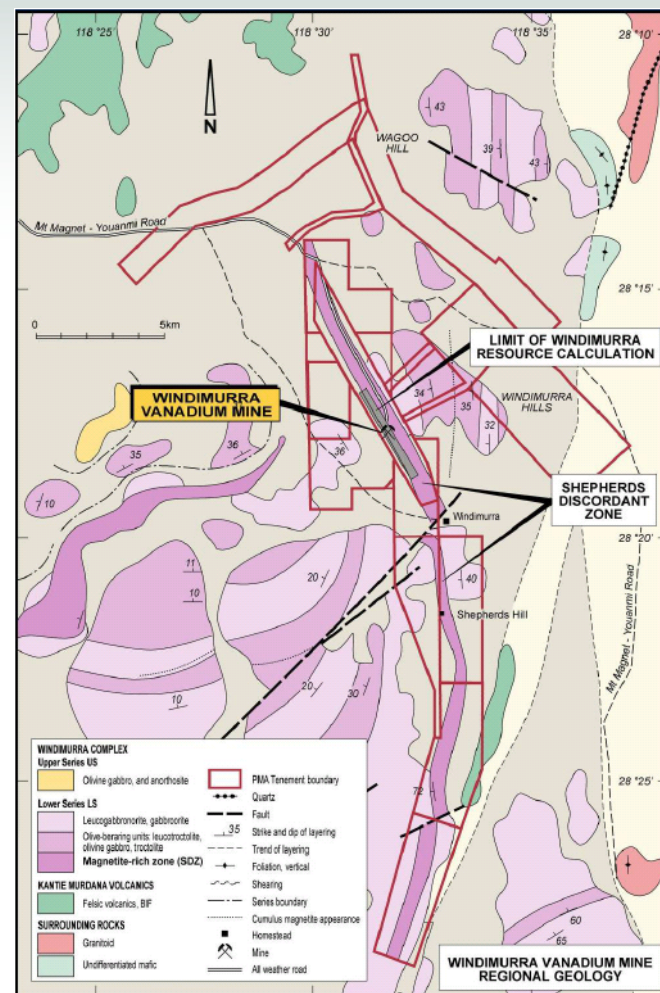 118 °25'
118 °30'
118 °35'
28 °10'
N
43
WAGOO
HILL
39
43
Mt Magnet - Youanmi Road
28 °15'
0
5km
LIMIT OF WINDIMURRA
RESOURCE CALCULATION
WINDIMURRA
VANADIUM MINE
34
35
32
WINDIMURRA
HILLS
36
35
36
10
SHEPHERDS
DISCORDANT
ZONE
Windimurra
28 °20'
11
10
20
40
Shepherds Hill
Mt Magnet - Youanmi Road
10
20
30
28 °25'
72
60
65
WINDIMURRA COMPLEX
Upper Series US
Olivine gabbro, and anorthosite
Lower Series LS
Leucogabbronorite, gabbroorite
Olive-beraring units: leucotroctolite,
olivine gabbro, troctolite
Magnetite-rich zone (SDZ)
KANTIE MURDANA VOLCANICS
Felsic volcanics, BIF
SURROUNDING ROCKS
Granitoid
Undifferentiated mafic
PMA Tenement boundary
Quartz
Fault
35
Strike and dip of layering
Trend of layering
Foliation, vertical
Shearing
Series boundary
Cumulus magnetite appearance
Homestead
Mine
All weather road
WINDIMURRA VANADIUM MINE
REGIONAL GEOLOGY